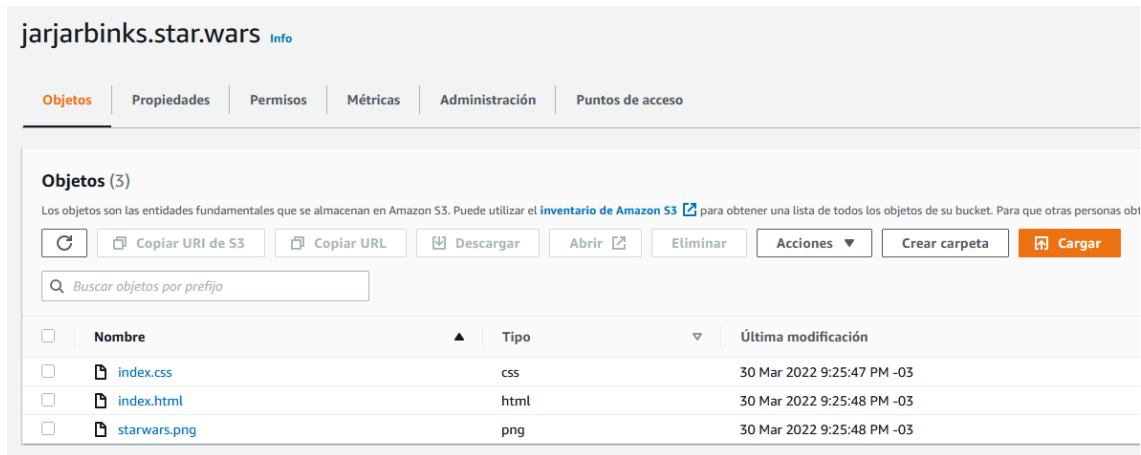 jarjarbinks.star.wars Info
Objetos Propiedades Permisos Métricas Administración Puntos de acceso
Objetos (3)
Los objetos son las entidades fundamentales que se almacenan en Amazon S3. Puede utilizar el inventario de Amazon S3 para obtener una lista de todos los objetos de su bucket. Para que otras personas obt
Copiar URI de S3 Copiar URL Descargar Abrir Eliminar Acciones Crear carpeta Cargar
Buscar objetos por prefijo
Nombre Tipo Última modificación
index.css css 30 Mar 2022 9:25:47 PM -03
index.html html 30 Mar 2022 9:25:48 PM -03
starwars.png png 30 Mar 2022 9:25:48 PM -03